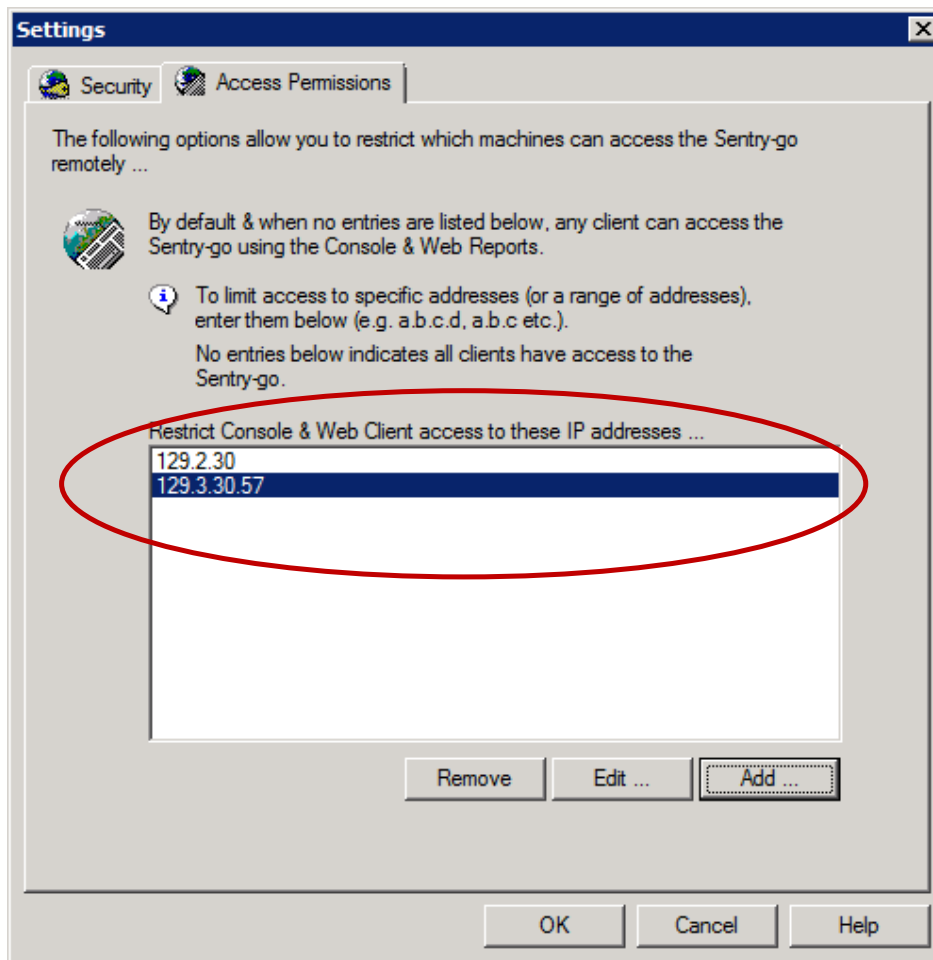 Settings
Security
Access Permissions
The following options allow you to restrict which machines can access the Sentry-go
remotely ...
By default & when no entries are listed below, any client can access the
Sentry-go using the Console & Web Reports.
To limit access to specific addresses (or a range of addresses),
enter them below (e.g. a.b.c.d, a.b.c etc.).
No entries below indicates all clients have access to the
Sentry-go.
Restrict Console & Web Client access to these IP addresses ...
129.2.30
129.3.30.57
Remove
Edit ...
Add ...
OK
Cancel
Help